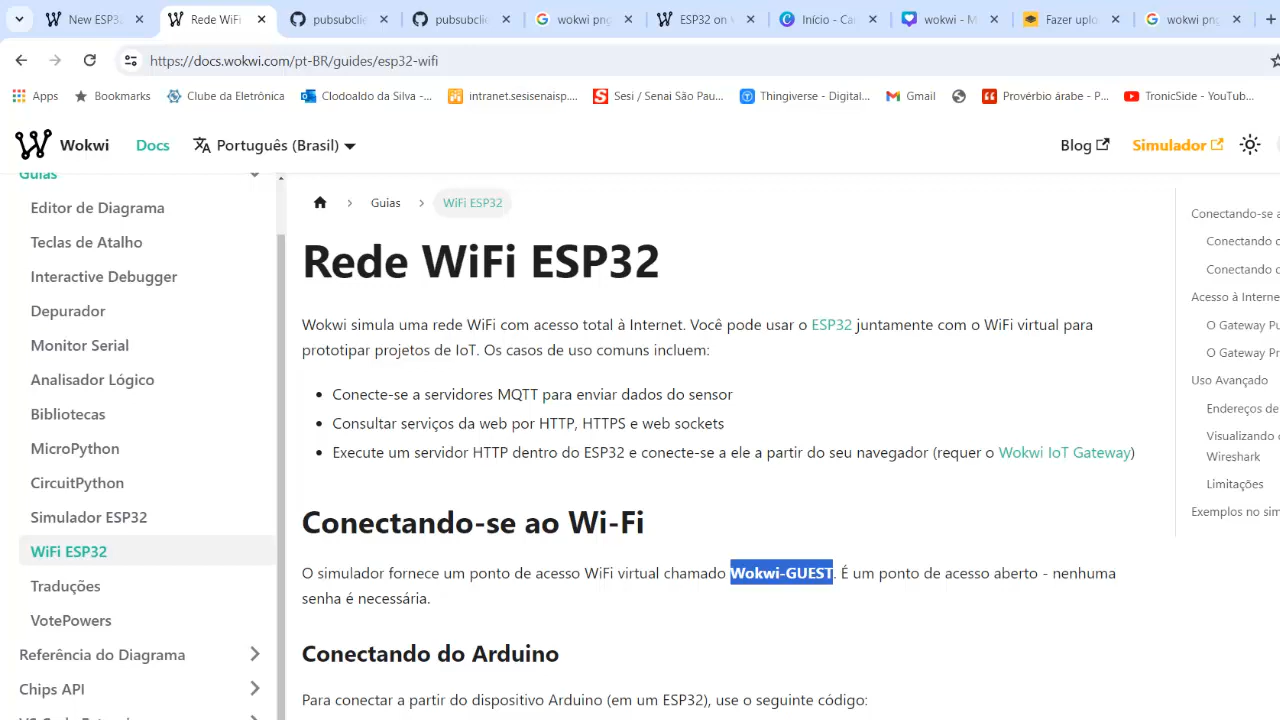 New ESP3
Rede WiFi
pubsubclie
pubsubclie
wokwi png
ESP32 on
Início - Ca
wokwi - M
Fazer uplo
wokwi png
https://docs.wokwi.com/pt-BR/guides/esp32-wifi
Apps
Bookmarks
Clube da Eletrônica
Clodoaldo da Silva -...
intranet.sesisenaisp....
Sesi / Senai São Pau...
Thingiverse - Digital...
Gmail
Provérbio árabe - P...
TronicSide - YouTub...
Wokwi
Docs
Português (Brasil)
Blog
Simulador
Guias
Editor de Diagrama
Teclas de Atalho
Interactive Debugger
Depurador
Monitor Serial
Analisador Lógico
Bibliotecas
MicroPython
CircuitPython
Simulador ESP32
WiFi ESP32
Traduções
VotePowers
Referência do Diagrama
Chips API
Guias
WiFi ESP32
Rede WiFi ESP32
Wokwi simula uma rede WiFi com acesso total à Internet. Você pode usar o ESP32 juntamente com o WiFi virtual para
prototipar projetos de IoT. Os casos de uso comuns incluem:
• Conecte-se a servidores MQTT para enviar dados do sensor
• Consultar serviços da web por HTTP, HTTPS e web sockets
• Execute um servidor HTTP dentro do ESP32 e conecte-se a ele a partir do seu navegador (requer o Wokwi IoT Gateway)
Conectando-se ao Wi-Fi
O simulador fornece um ponto de acesso WiFi virtual chamado Wokwi-GUEST. É um ponto de acesso aberto - nenhuma
senha é necessária.
Conectando do Arduino
Para conectar a partir do dispositivo Arduino (em um ESP32), use o seguinte código:
Conectando-se a
Conectando d
Conectando d
Acesso à Interne
O Gateway Pu
O Gateway Pr
Uso Avançado
Endereços de
Visualizando
Wireshark
Limitações
Exemplos no sim